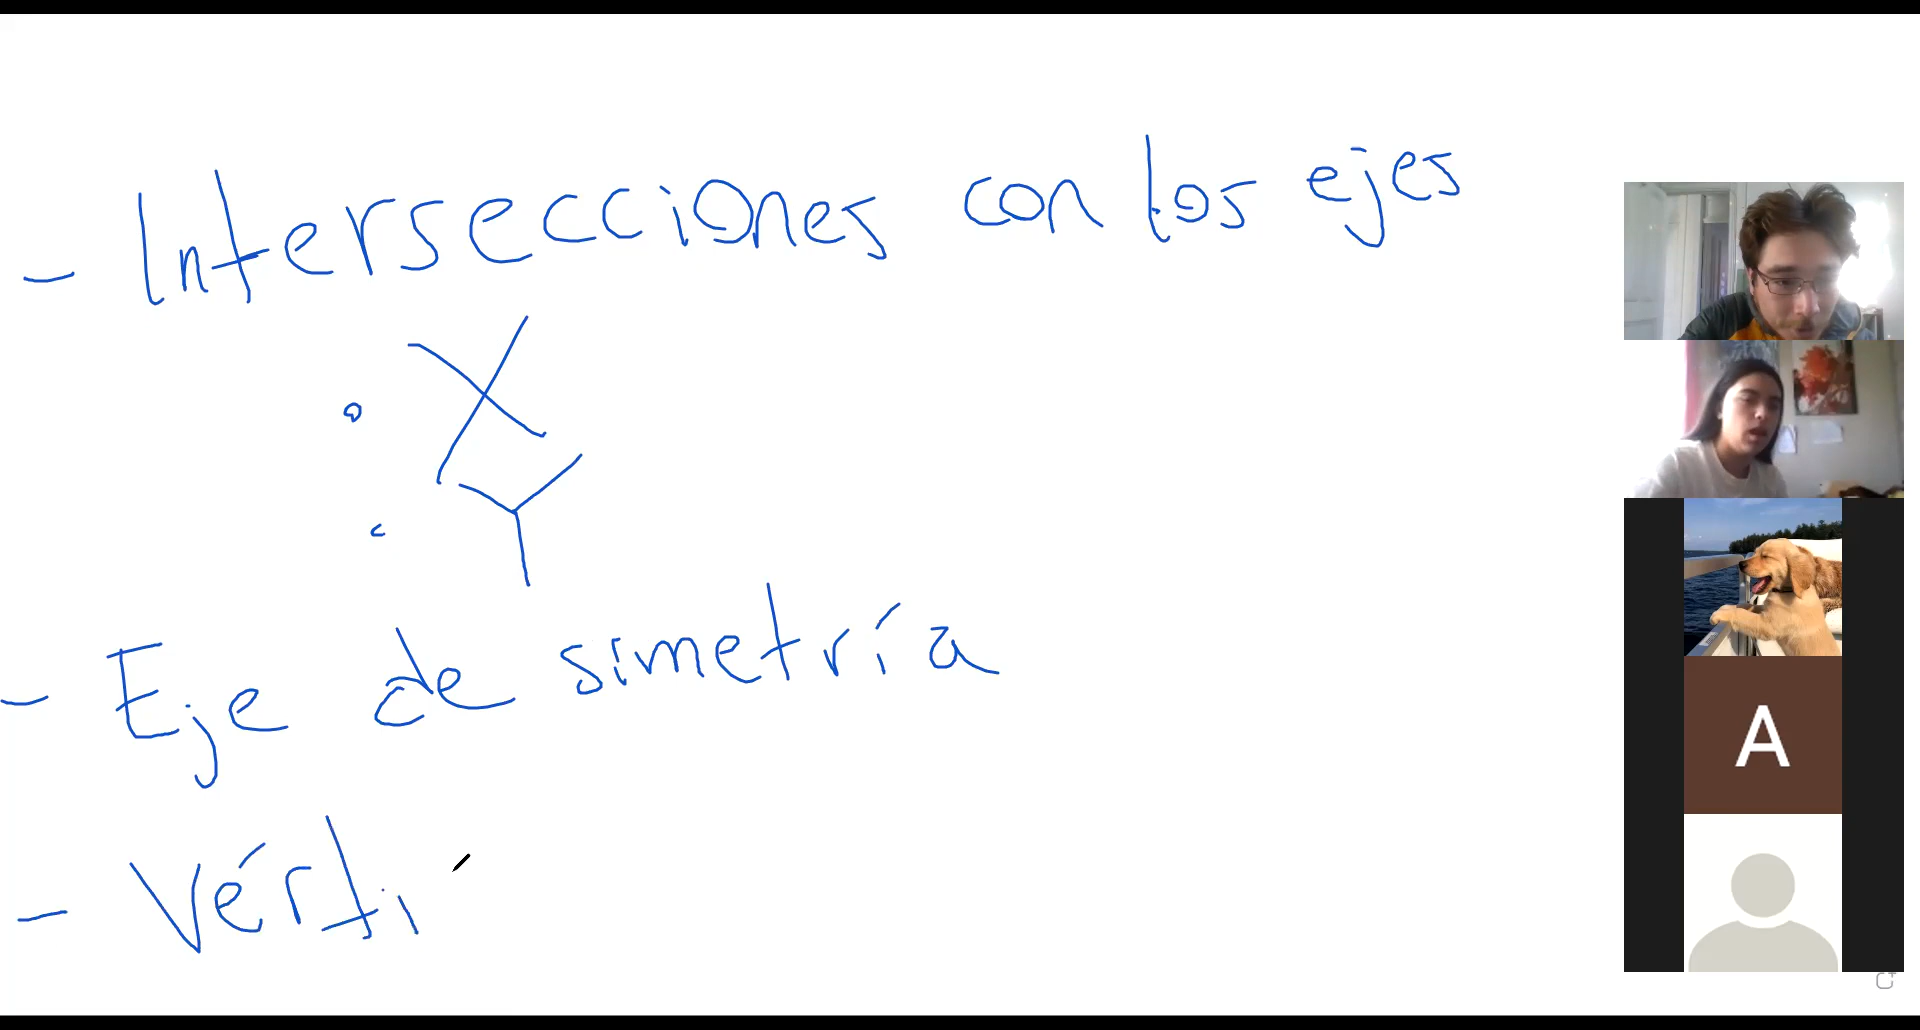 - Intersecciones con los ejes
X
Y
- Eje de simetría
- Vérti
A